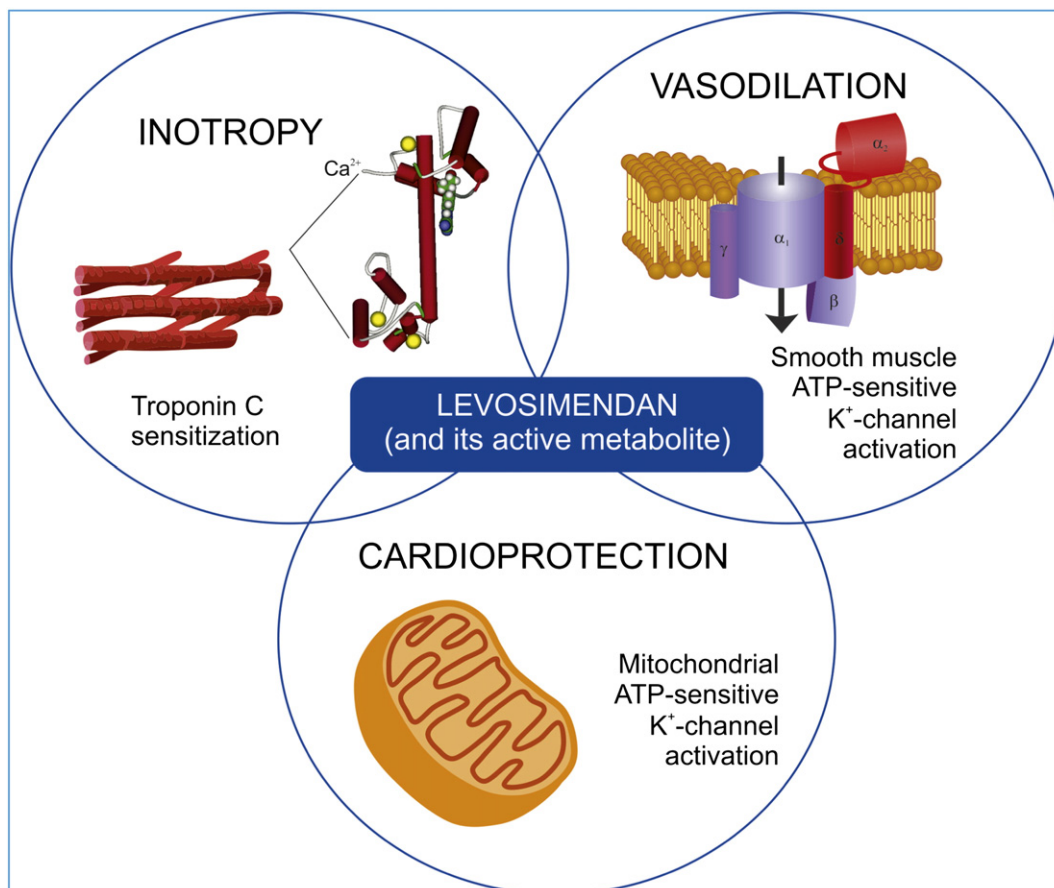 INOTROPY
Ca²⁺
Troponin C
sensitization
VASODILATION
α₂
γ
α₁
δ
β
Smooth muscle
ATP-sensitive
K⁺-channel
activation
LEVOSIMENDAN
(and its active metabolite)
CARDIOPROTECTION
Mitochondrial
ATP-sensitive
K⁺-channel
activation